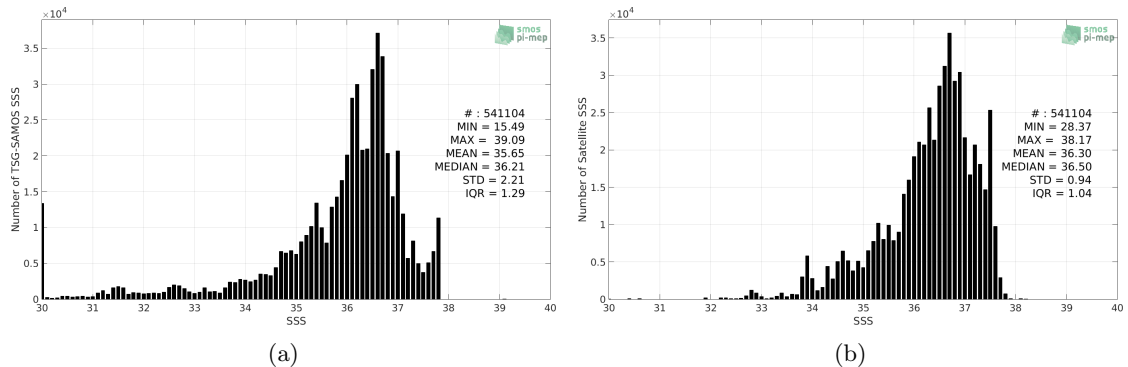 ×10⁴
smos
pi-mep
3.5
3
2.5
2
1.5
1
0.5
0
Number of TSG-SAMOS SSS
# : 541104
MIN = 15.49
MAX = 39.09
MEAN = 35.65
MEDIAN = 36.21
STD = 2.21
IQR = 1.29
30 31 32 33 34 35 36 37 38 39 40
SSS
(a)
×10⁴
smos
pi-mep
3.5
3
2.5
2
1.5
1
0.5
0
Number of Satellite SSS
# : 541104
MIN = 28.37
MAX = 38.17
MEAN = 36.30
MEDIAN = 36.50
STD = 0.94
IQR = 1.04
30 31 32 33 34 35 36 37 38 39 40
SSS
(b)